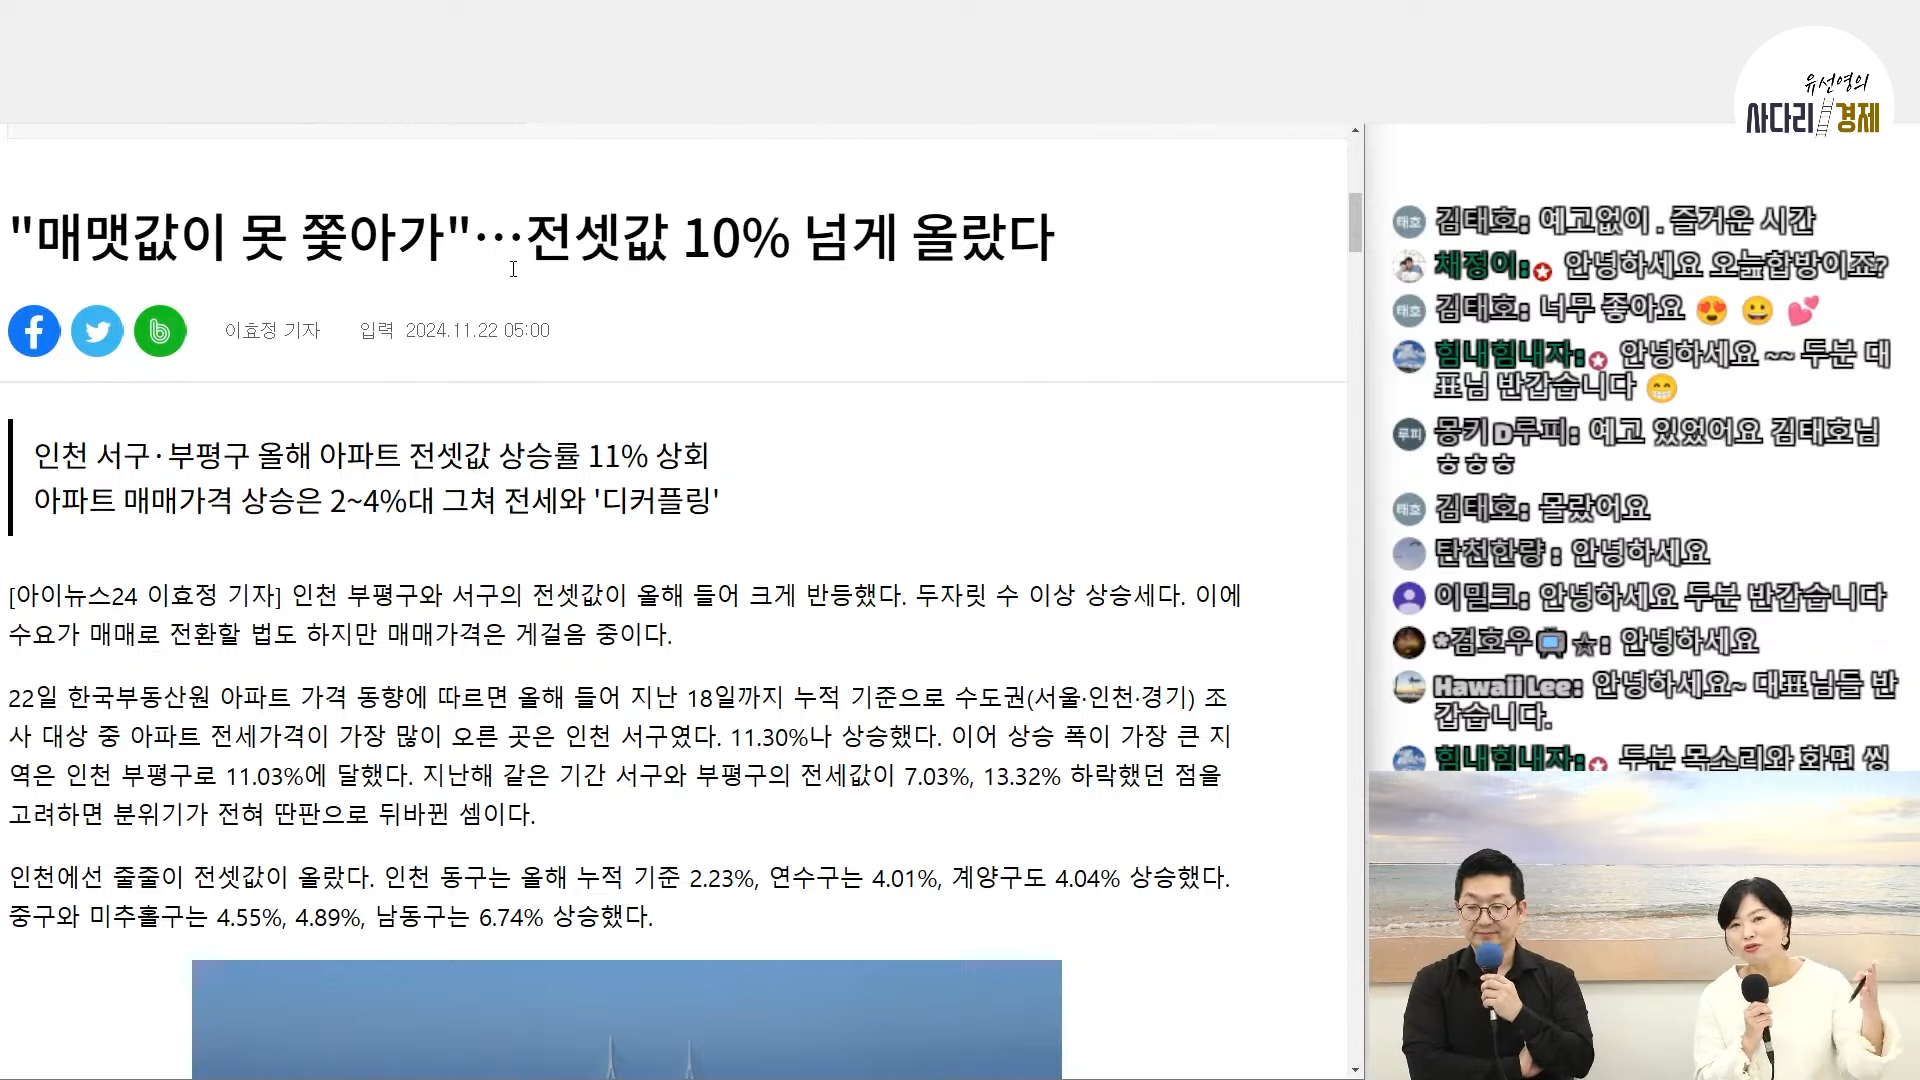 유선영의
사다리 경제
"매맷값이 못 쫓아가"…전셋값 10% 넘게 올랐다
이효정 기자 입력 2024.11.22 05:00
인천 서구·부평구 올해 아파트 전셋값 상승률 11% 상회
아파트 매매가격 상승은 2~4%대 그쳐 전세와 '디커플링'
[아이뉴스24 이효정 기자] 인천 부평구와 서구의 전셋값이 올해 들어 크게 반등했다. 두자릿 수 이상 상승세다. 이에
수요가 매매로 전환할 법도 하지만 매매가격은 게걸음 중이다.
22일 한국부동산원 아파트 가격 동향에 따르면 올해 들어 지난 18일까지 누적 기준으로 수도권(서울·인천·경기) 조
사 대상 중 아파트 전세가격이 가장 많이 오른 곳은 인천 서구였다. 11.30%나 상승했다. 이어 상승 폭이 가장 큰 지
역은 인천 부평구로 11.03%에 달했다. 지난해 같은 기간 서구와 부평구의 전세값이 7.03%, 13.32% 하락했던 점을
고려하면 분위기가 전혀 딴판으로 뒤바뀐 셈이다.
인천에선 줄줄이 전셋값이 올랐다. 인천 동구는 올해 누적 기준 2.23%, 연수구는 4.01%, 계양구도 4.04% 상승했다.
중구와 미추홀구는 4.55%, 4.89%, 남동구는 6.74% 상승했다.
태호 김태호: 예고없이 . 즐거운 시간
채정이: 안녕하세요 오늘합방이죠?
태호 김태호: 너무 좋아요 😍 😀 💕
힘내힘내자: 안녕하세요 ~~ 두분 대
표님 반갑습니다 😁
루피 몽키D루피: 예고 있었어요 김태호님
ㅎㅎㅎ
태호 김태호: 몰랐어요
탄천한량 : 안녕하세요
이밀크: 안녕하세요 두분 반갑습니다
*검호우📺☆: 안녕하세요
Hawaii Lee: 안녕하세요~ 대표님들 반
갑습니다.
힘내힘내자: 두분 목소리와 화면 씽